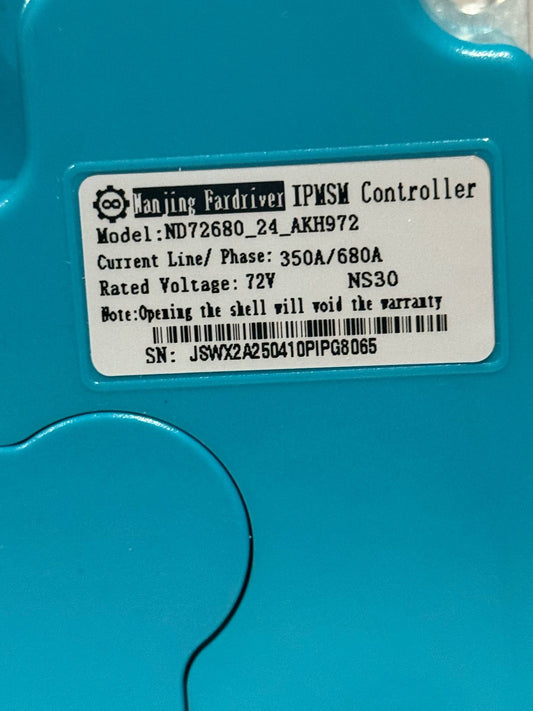 Nanjing Fardriver IPMSM Controller
Model:ND72680_24_AKH972
Current Line/ Phase: 350A/680A
Rated Voltage: 72V NS30
Note:Opening the shell will void the warranty
SN: JSWX2A250410PIPG8065